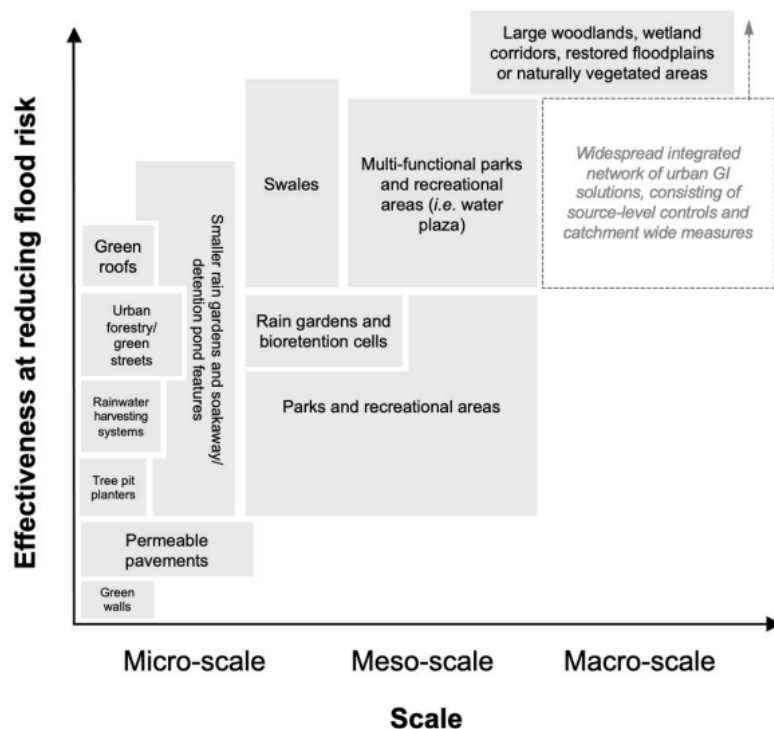 Effectiveness at reducing flood risk
Large woodlands, wetland
corridors, restored floodplains
or naturally vegetated areas
Widespread integrated
network of urban GI
solutions, consisting of
source-level controls and
catchment wide measures
Multi-functional parks
and recreational
areas (i.e. water
plaza)
Swales
Smaller rain gardens and soakaway/
detention pond features
Green
roofs
Urban
forestry/
green
streets
Rain gardens and
bioretention cells
Rainwater
harvesting
systems
Parks and recreational areas
Tree pit
planters
Permeable
pavements
Green
walls
Micro-scale
Meso-scale
Macro-scale
Scale